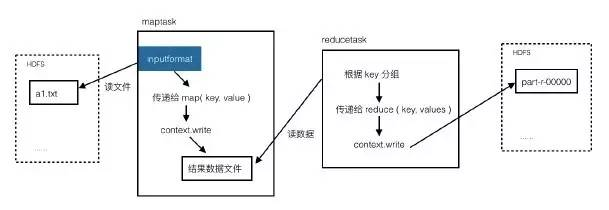 HDFS
a1.txt
......
读文件
maptask
inputformat
传递给 map( key, value )
context.write
结果数据文件
读数据
reducetask
根据 key 分组
传递给 reduce ( key, values )
context.write
HDFS
part-r-00000
......